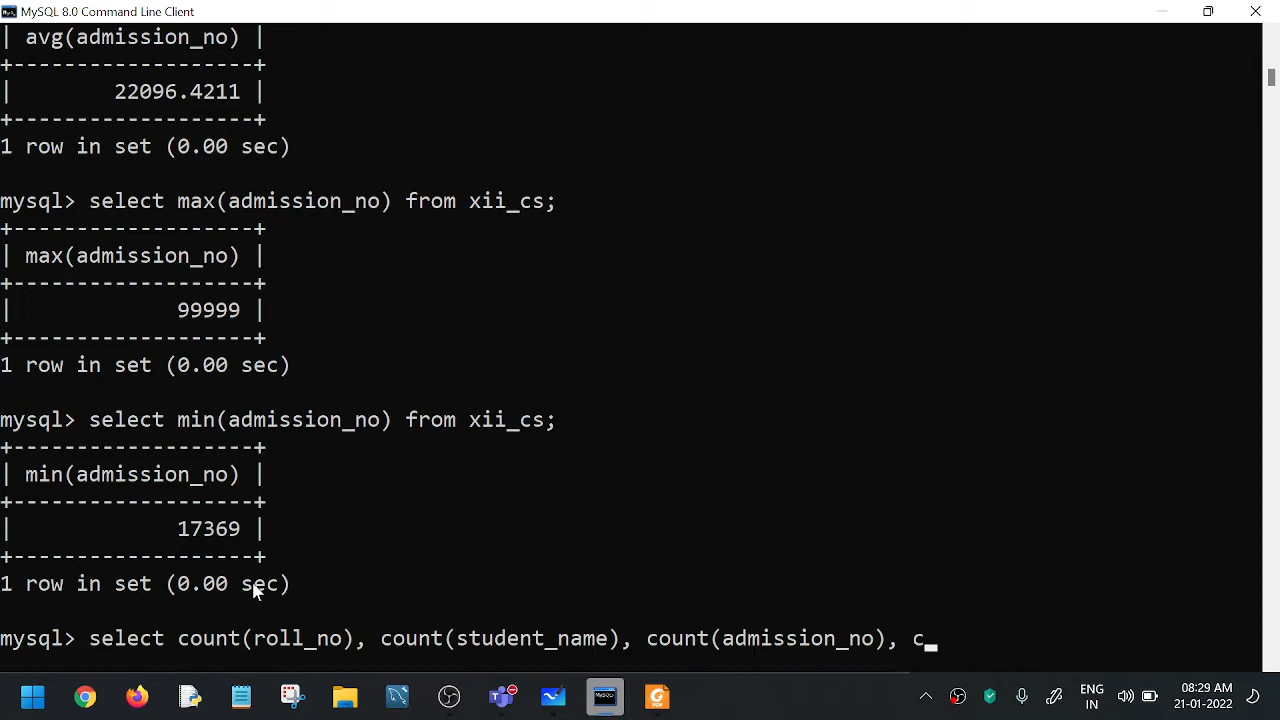 MySQL 8.0 Command Line Client
| avg(admission_no) |
+-------------------+
|        22096.4211 |
+-------------------+
1 row in set (0.00 sec)
mysql> select max(admission_no) from xii_cs;
+-------------------+
| max(admission_no) |
+-------------------+
|             99999 |
+-------------------+
1 row in set (0.00 sec)
mysql> select min(admission_no) from xii_cs;
+-------------------+
| min(admission_no) |
+-------------------+
|             17369 |
+-------------------+
1 row in set (0.00 sec)
mysql> select count(roll_no), count(student_name), count(admission_no), c_
ENG 08:29 AM
IN 21-01-2022